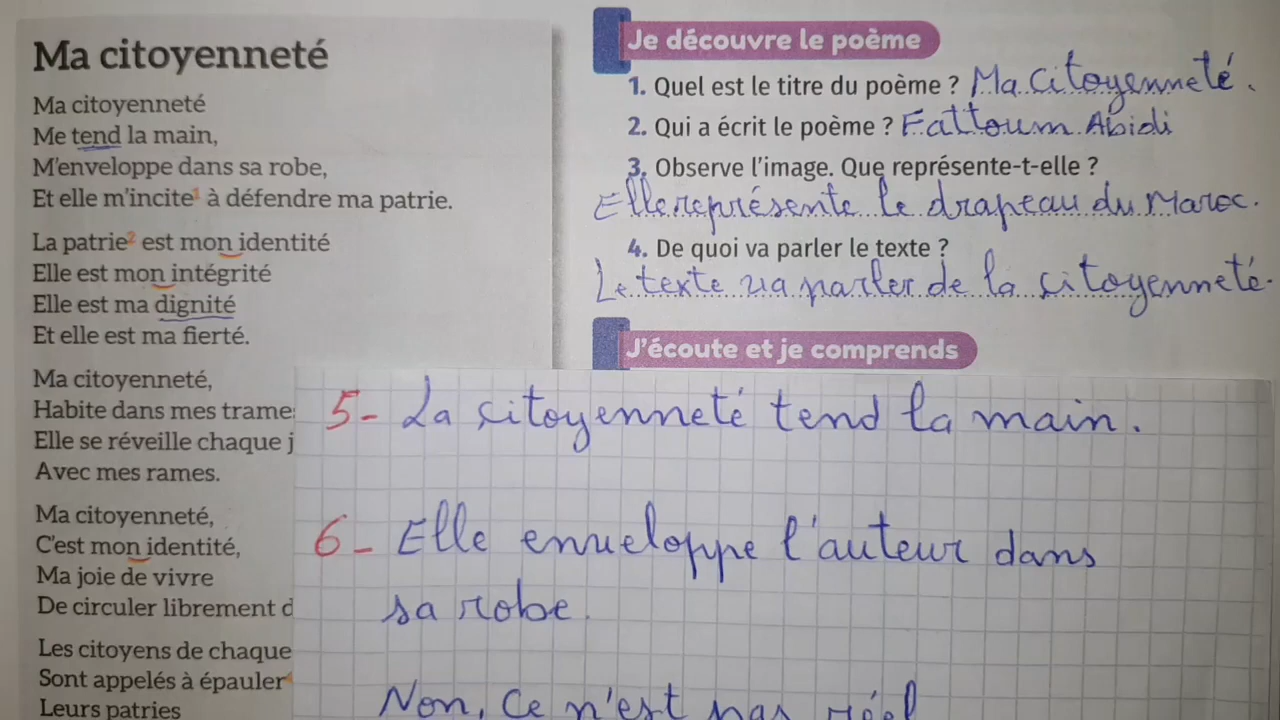 Ma citoyenneté
Ma citoyenneté
Me tend la main,
M'enveloppe dans sa robe,
Et elle m'incite¹ à défendre ma patrie.
La patrie² est mon identité
Elle est mon intégrité
Elle est ma dignité
Et elle est ma fierté.
Ma citoyenneté,
Habite dans mes trames
Elle se réveille chaque j
Avec mes rames.
Ma citoyenneté,
C'est mon identité,
Ma joie de vivre
De circuler librement d
Les citoyens de chaque
Sont appelés à épauler⁴
Leurs patries
Je découvre le poème
1. Quel est le titre du poème ? Ma Citoyenneté.
2. Qui a écrit le poème ? Fattoum Abidi
3. Observe l'image. Que représente-t-elle ?
Elle représente le drapeau du Maroc.
4. De quoi va parler le texte ?
Le texte va parler de la citoyenneté.
J'écoute et je comprends
5- La citoyenneté tend la main.
6- Elle enveloppe l'auteur dans
sa robe.
Non, ce n'est pas réel